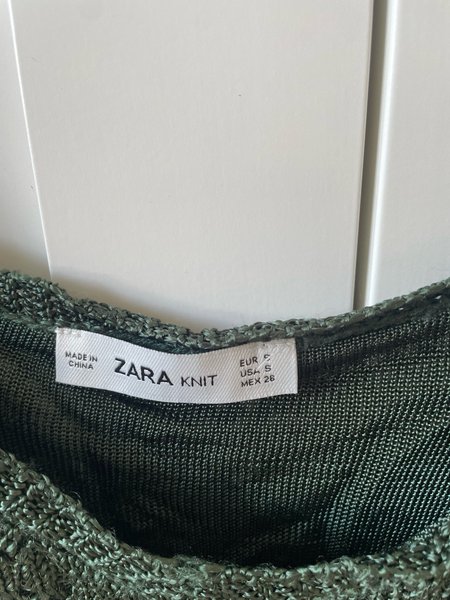 MADE IN
CHINA
ZARA KNIT
EUR S
USA S
MEX 26